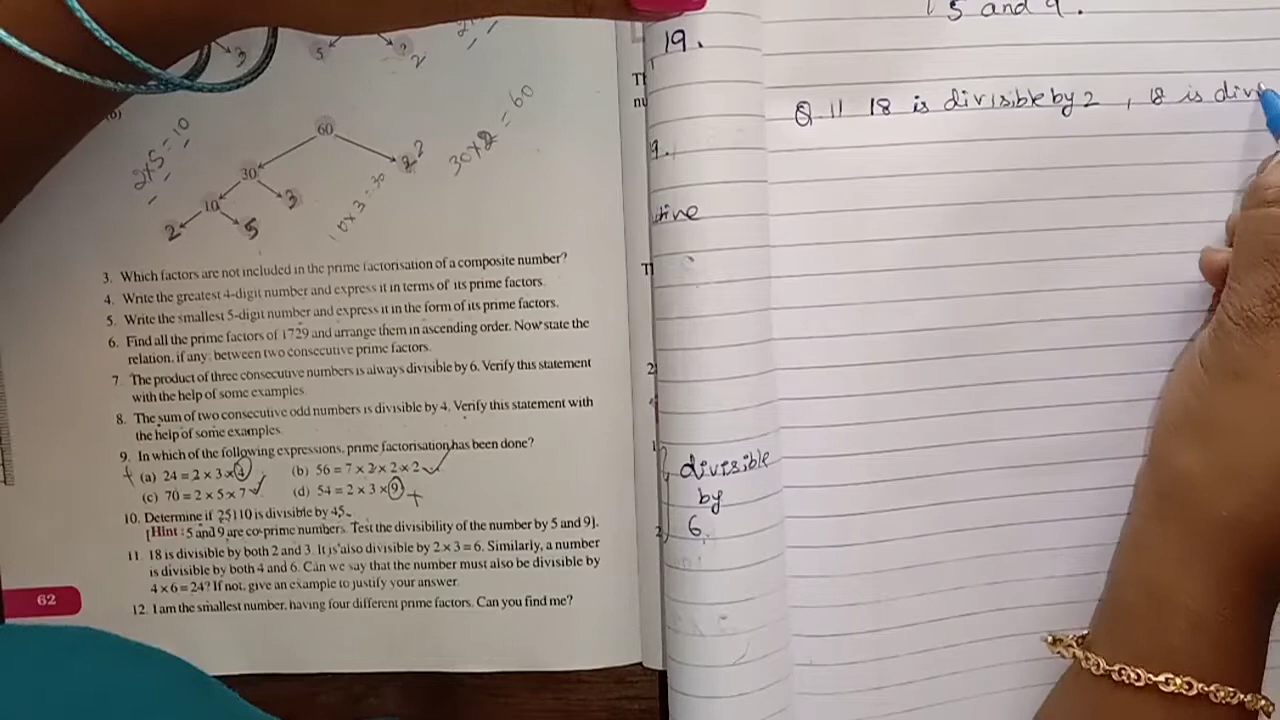 3
5
2
2
(b)
2×5=10
60
30×2=60
30
2
10
3
10×3=30
2
5
3. Which factors are not included in the prime factorisation of a composite number?
4. Write the greatest 4-digit number and express it in terms of its prime factors.
5. Write the smallest 5-digit number and express it in the form of its prime factors.
6. Find all the prime factors of 1729 and arrange them in ascending order. Now state the
relation, if any; between two consecutive prime factors.
7. The product of three consecutive numbers is always divisible by 6. Verify this statement
with the help of some examples.
8. The sum of two consecutive odd numbers is divisible by 4. Verify this statement with
the help of some examples.
9. In which of the following expressions, prime factorisation has been done?
(a) 24 = 2 × 3 × 4 (b) 56 = 7 × 2 × 2 × 2
(c) 70 = 2 × 5 × 7 (d) 54 = 2 × 3 × 9
10. Determine if 25110 is divisible by 45.
[Hint : 5 and 9 are co-prime numbers. Test the divisibility of the number by 5 and 9].
11. 18 is divisible by both 2 and 3. It is also divisible by 2 × 3 = 6. Similarly, a number
is divisible by both 4 and 6. Can we say that the number must also be divisible by
4 × 6 = 24? If not, give an example to justify your answer.
12. I am the smallest number, having four different prime factors. Can you find me?
62
19.
9.
divisible
by
6.
5 and 9.
Q 11 18 is divisible by 2 , 18 is div